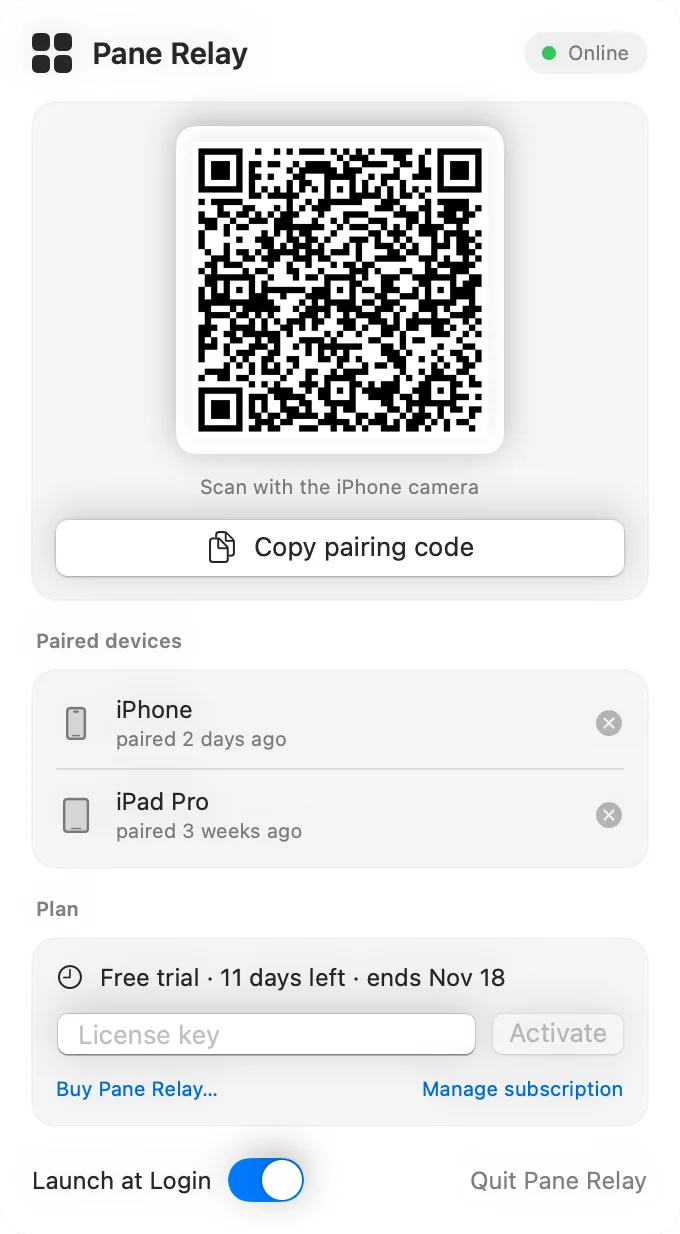 Pane Relay
Online
Scan with the iPhone camera
Copy pairing code
Paired devices
iPhone
paired 2 days ago
iPad Pro
paired 3 weeks ago
Plan
Free trial · 11 days left · ends Nov 18
License key
Activate
Buy Pane Relay...
Manage subscription
Launch at Login
Quit Pane Relay